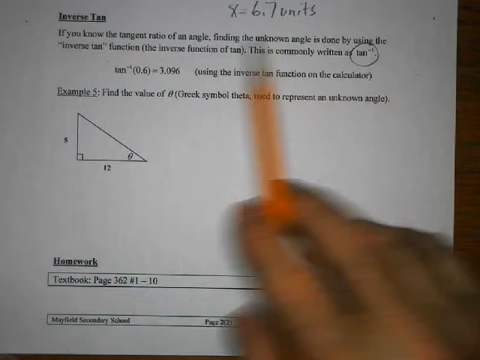 x = 6.7 units
Inverse Tan
If you know the tangent ratio of an angle, finding the unknown angle is done by using the
"inverse tan" function (the inverse function of tan). This is commonly written as tan⁻¹.
tan⁻¹(0.6) = 3.096 (using the inverse tan function on the calculator)
Example 5: Find the value of θ (Greek symbol theta, used to represent an unknown angle).
5
θ
12
Homework
Textbook: Page 362 #1 – 10
Mayfield Secondary School Page 2(2)